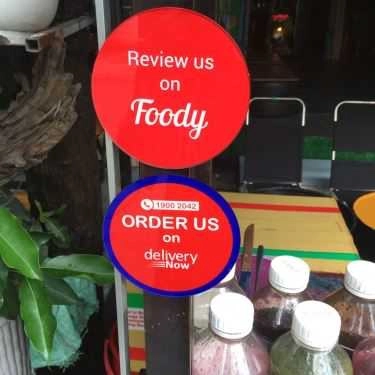 Review us
on
Foody
1900 2042
ORDER US
on
delivery
Now